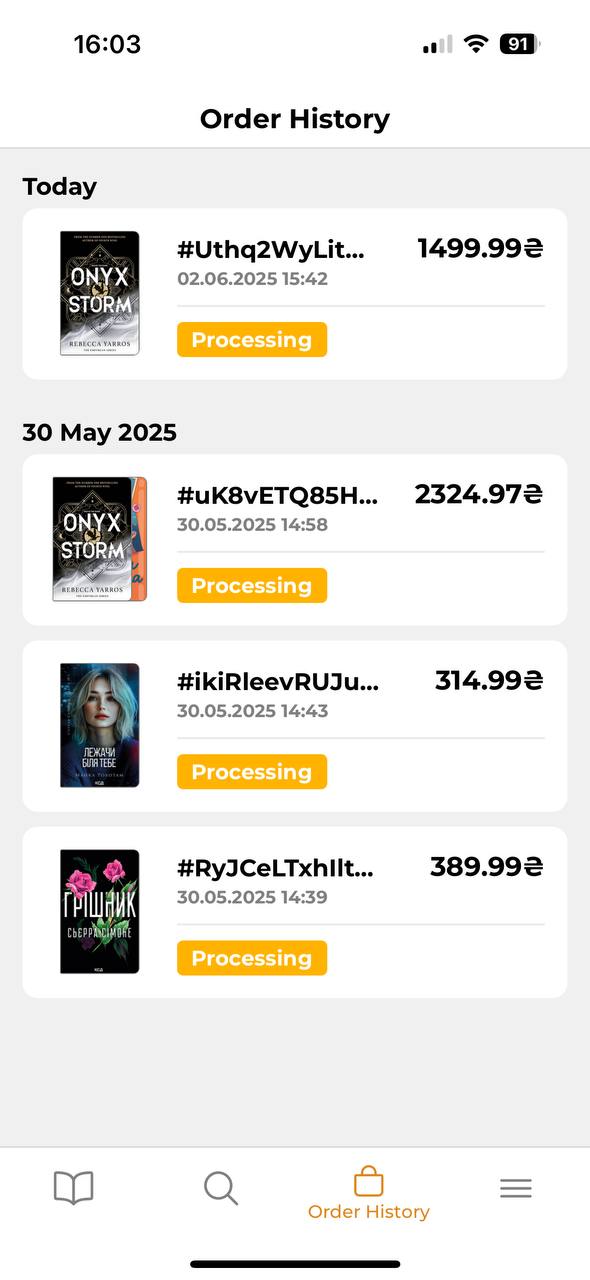 16:03
91
Order History
Today
ONYX
STORM
REBECCA YARROS
#Uthq2WyLit...
1499.99₴
02.06.2025 15:42
Processing
30 May 2025
ONYX
STORM
REBECCA YARROS
#uK8vETQ85H...
2324.97₴
30.05.2025 14:58
Processing
ЛЕЖАЧИ
БІЛЯ ТЕБЕ
#ikiRleevRUJu...
314.99₴
30.05.2025 14:43
Processing
ГРІШНИК
СЬЄРРА СІМОНЕ
#RyJCeLTxhIlt...
389.99₴
30.05.2025 14:39
Processing
Order History